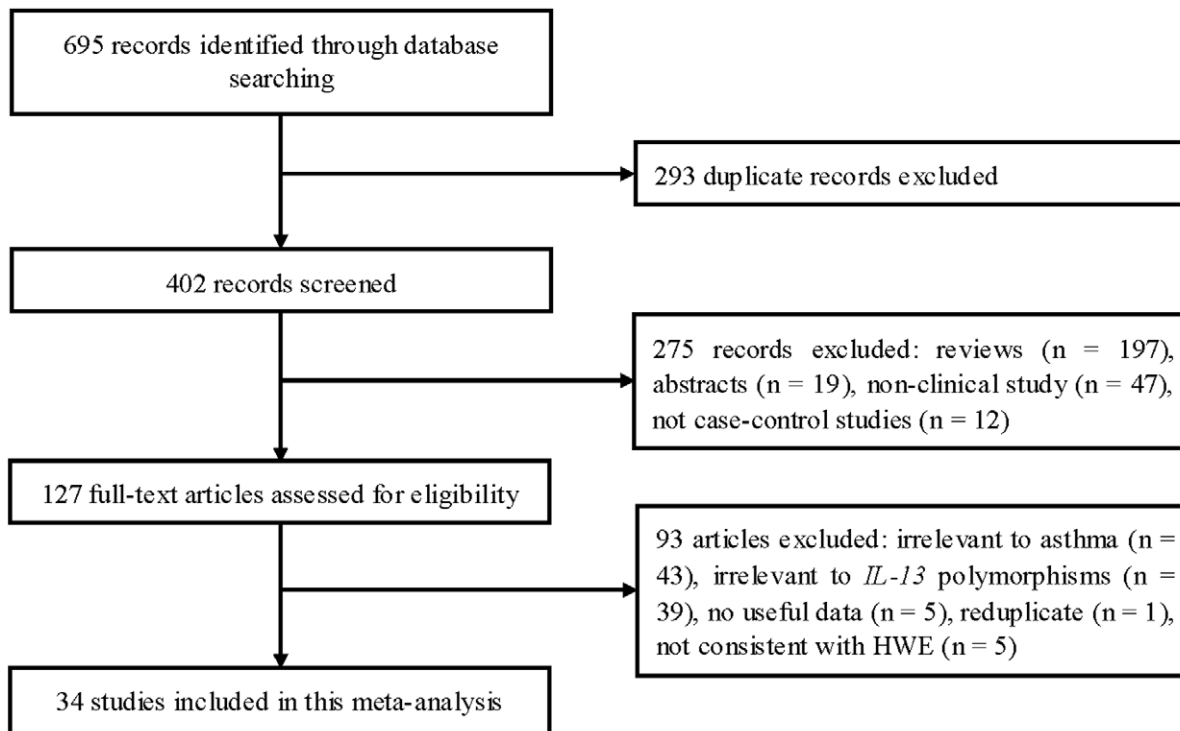 695 records identified through database
searching
293 duplicate records excluded
402 records screened
275 records excluded: reviews (n = 197),
abstracts (n = 19), non-clinical study (n = 47),
not case-control studies (n = 12)
127 full-text articles assessed for eligibility
93 articles excluded: irrelevant to asthma (n =
43), irrelevant to IL-13 polymorphisms (n =
39), no useful data (n = 5), reduplicate (n = 1),
not consistent with HWE (n = 5)
34 studies included in this meta-analysis